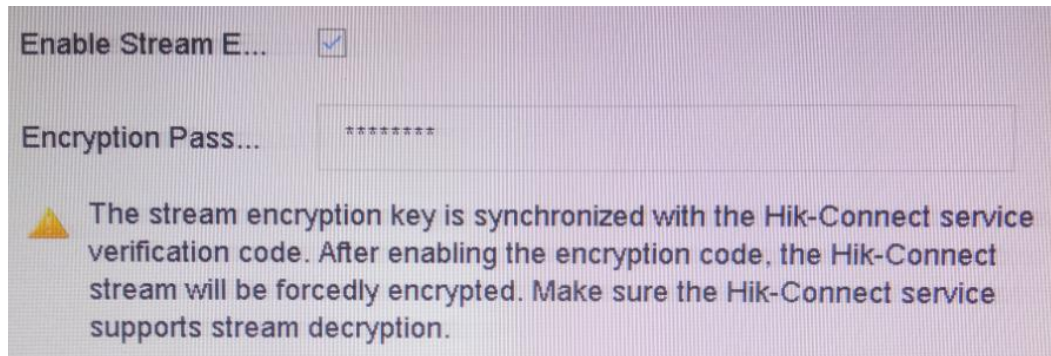 Enable Stream E...
Encryption Pass...
********
The stream encryption key is synchronized with the Hik-Connect service
verification code. After enabling the encryption code, the Hik-Connect
stream will be forcedly encrypted. Make sure the Hik-Connect service
supports stream decryption.